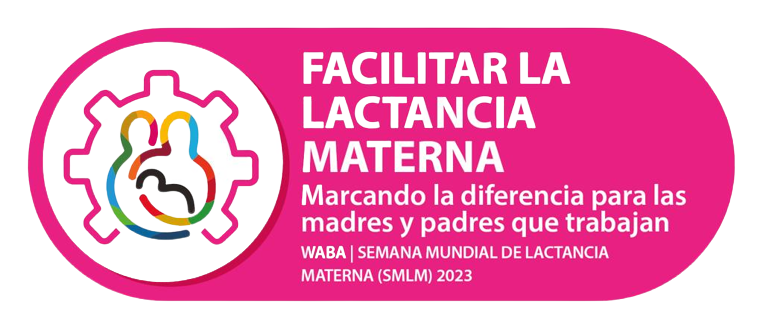 FACILITAR LA
LACTANCIA
MATERNA
Marcando la diferencia para las
madres y padres que trabajan
WABA | SEMANA MUNDIAL DE LACTANCIA
MATERNA (SMLM) 2023